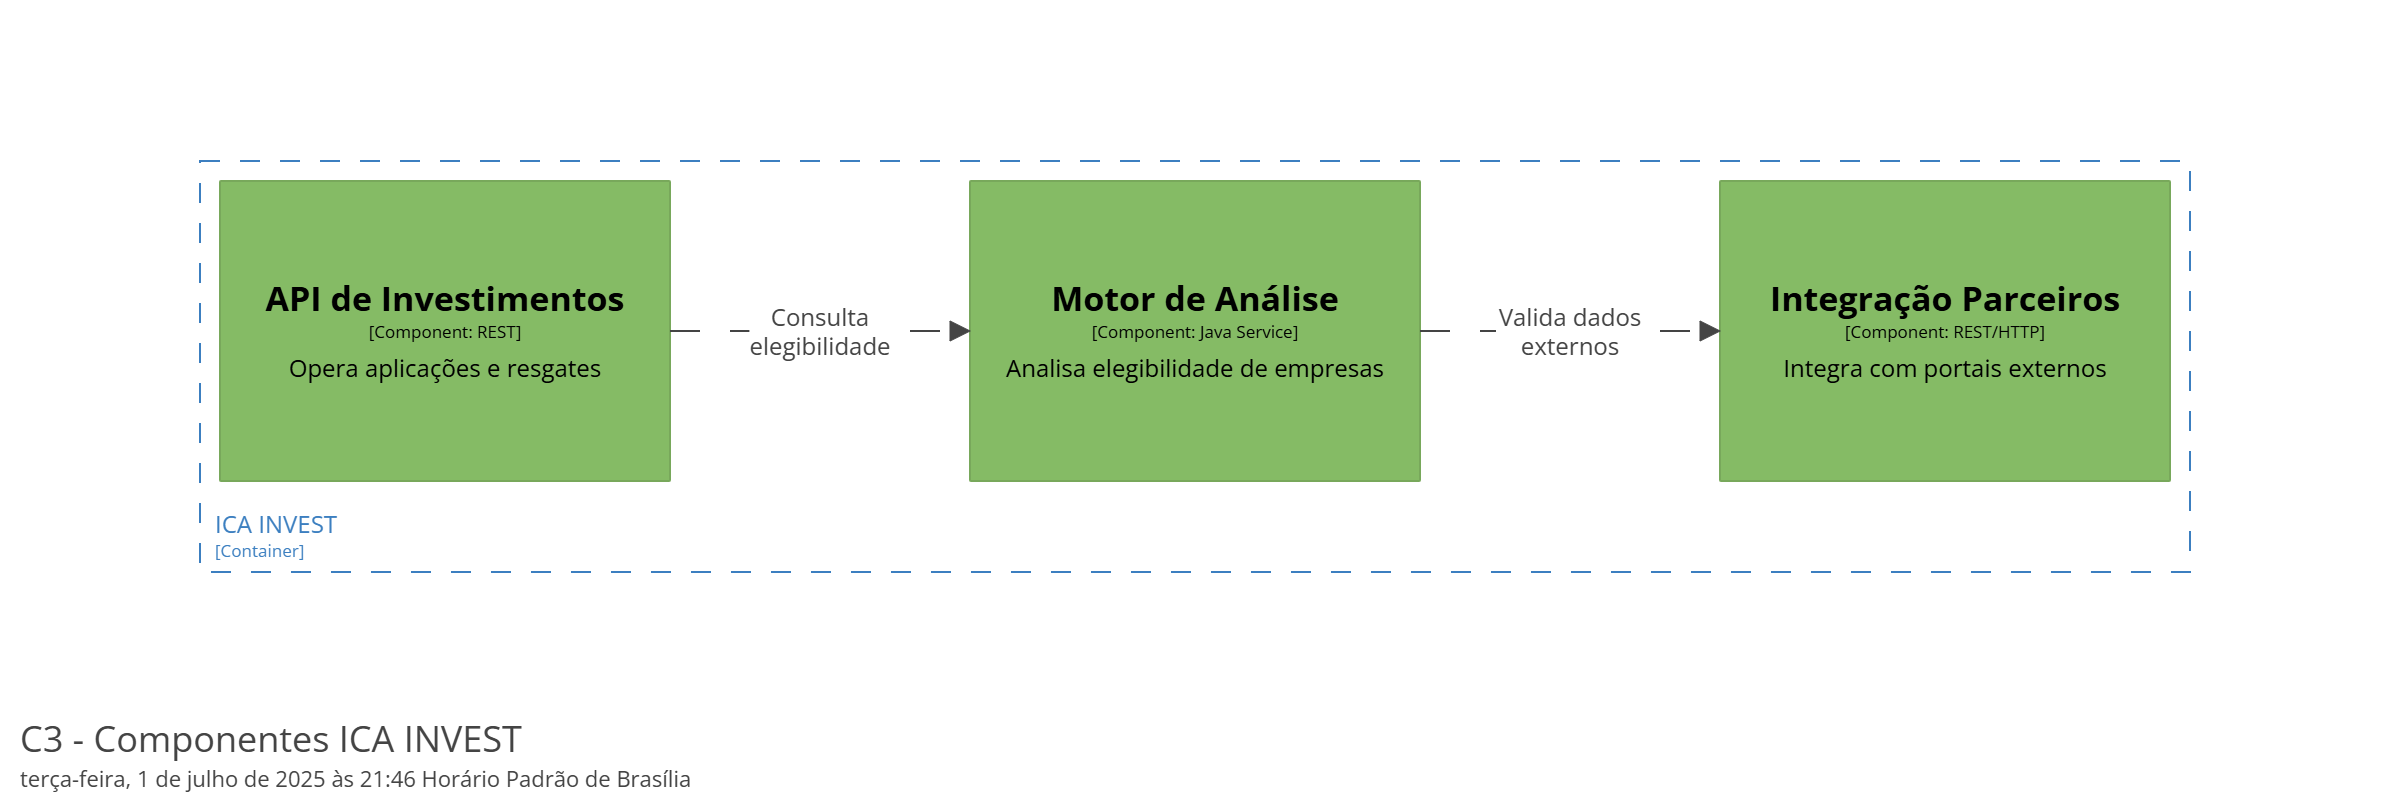 API de Investimentos
[Component: REST]
Opera aplicações e resgates
Consulta
elegibilidade
Motor de Análise
[Component: Java Service]
Analisa elegibilidade de empresas
Valida dados
externos
Integração Parceiros
[Component: REST/HTTP]
Integra com portais externos
ICA INVEST
[Container]
C3 - Componentes ICA INVEST
terça-feira, 1 de julho de 2025 às 21:46 Horário Padrão de Brasília